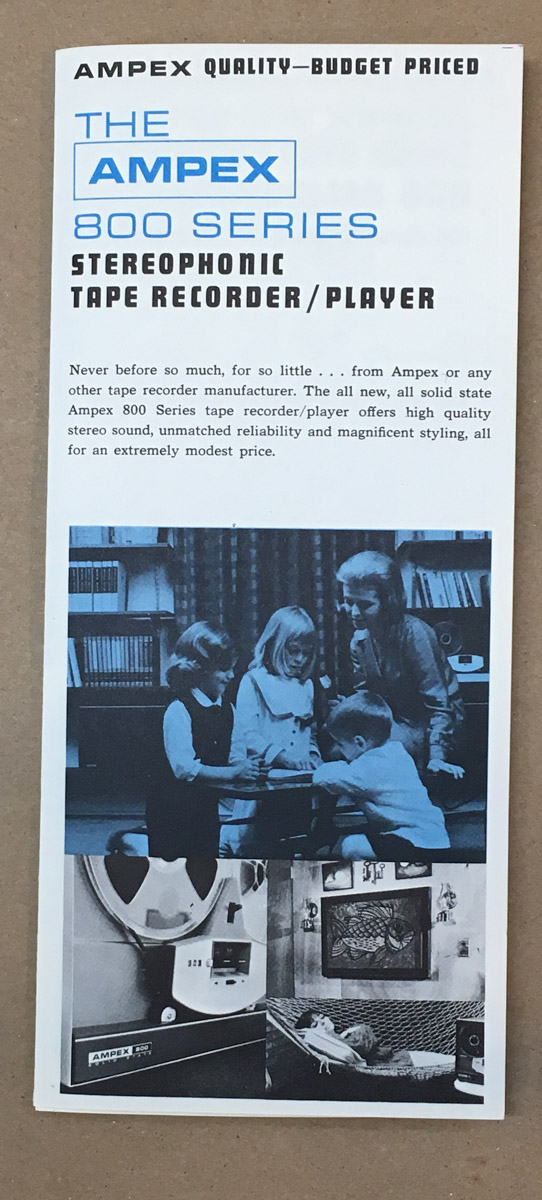 AMPEX QUALITY—BUDGET PRICED
THE
AMPEX
800 SERIES
STEREOPHONIC
TAPE RECORDER/PLAYER
Never before so much, for so little . . . from Ampex or any
other tape recorder manufacturer. The all new, all solid state
Ampex 800 Series tape recorder/player offers high quality
stereo sound, unmatched reliability and magnificent styling, all
for an extremely modest price.
AMPEX 800
SOLID STATE